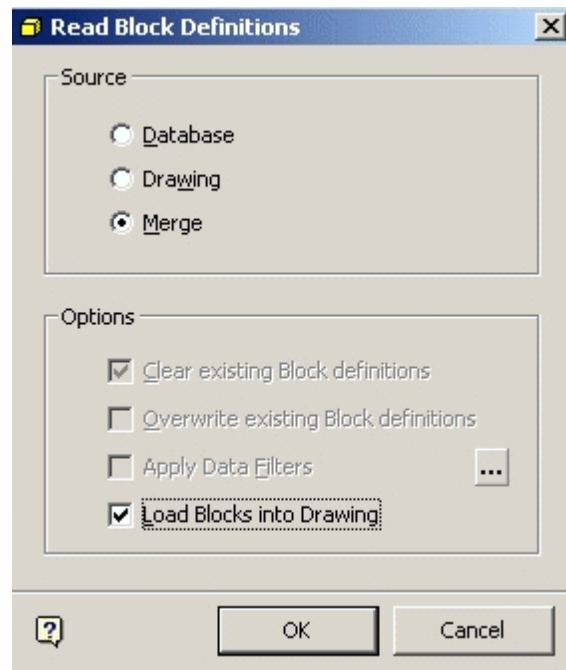 Read Block Definitions
Source
Database
Drawing
Merge
Options
Clear existing Block definitions
Overwrite existing Block definitions
Apply Data Filters ...
Load Blocks into Drawing
? OK Cancel